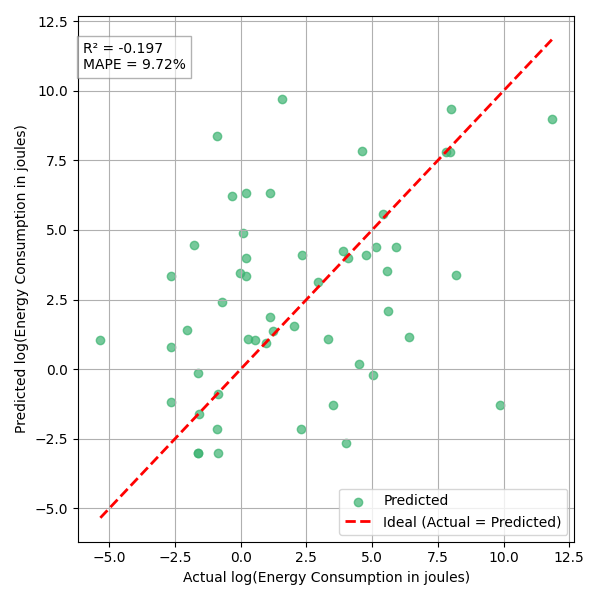 R² = -0.197
MAPE = 9.72%
12.5
10.0
7.5
5.0
2.5
0.0
−2.5
−5.0
Predicted log(Energy Consumption in joules)
Predicted
Ideal (Actual = Predicted)
−5.0 −2.5 0.0 2.5 5.0 7.5 10.0 12.5
Actual log(Energy Consumption in joules)